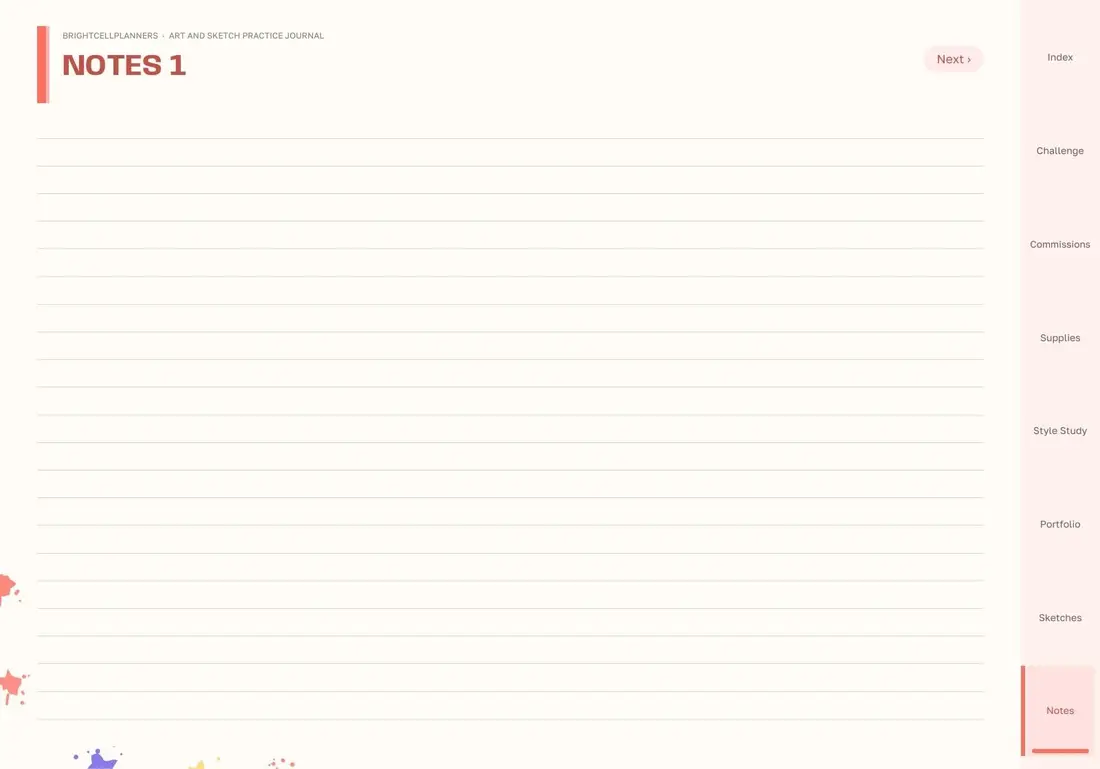 BRIGHTCELLPLANNERS · ART AND SKETCH PRACTICE JOURNAL
NOTES 1
Next ›
Index
Challenge
Commissions
Supplies
Style Study
Portfolio
Sketches
Notes